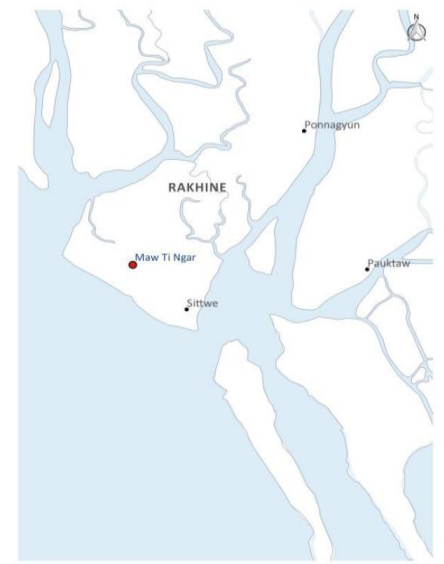 N
Ponnagyun
RAKHINE
Maw Ti Ngar
Pauktaw
Sittwe